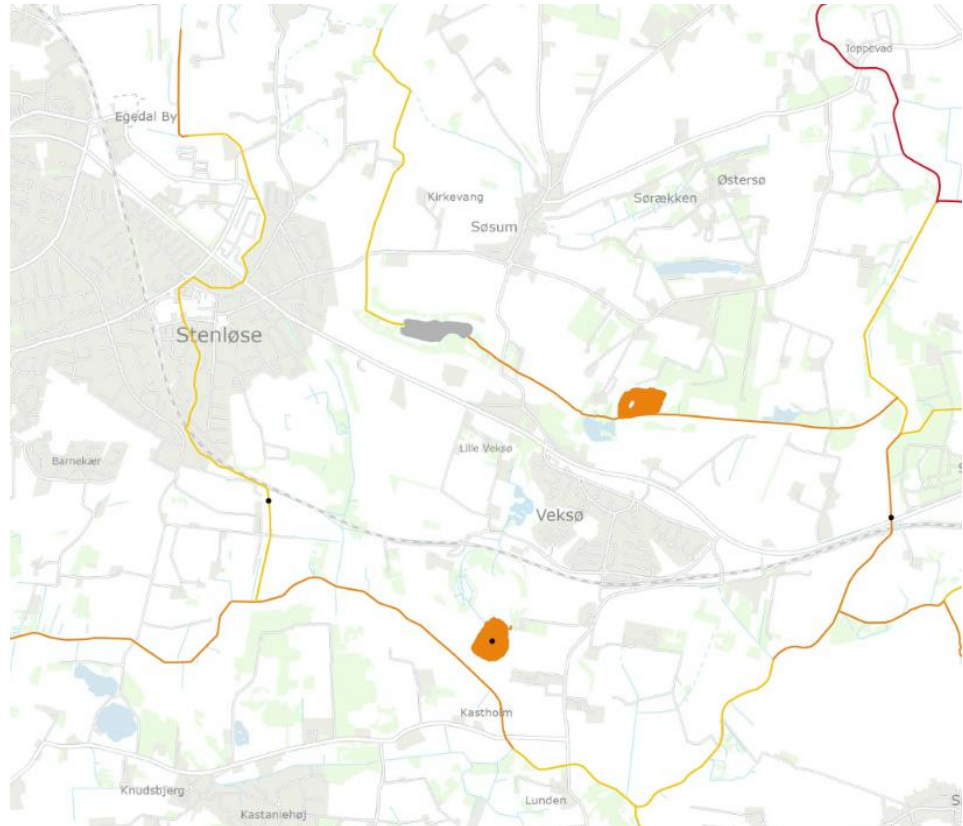 Toppevad
Egedal By
Østersø
Kirkevang
Sørækken
Søsum
Stenløse
Lille Veksø
Barnekær
Veksø
Kastholm
Knudsbjerg
Lunden
Kastaniehøj